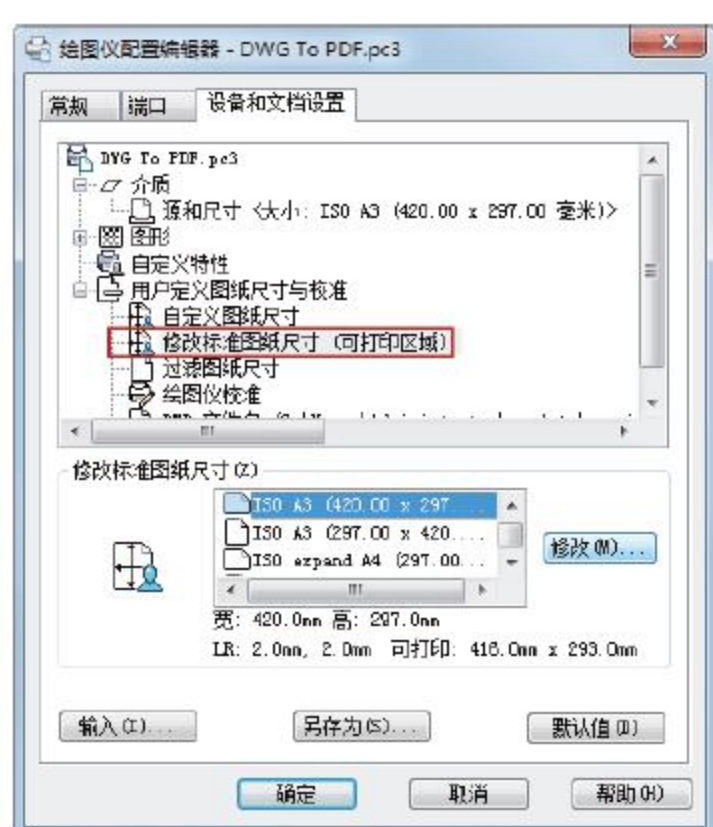 绘图仪配置编辑器 - DWG To PDF.pc3
常规 端口 设备和文档设置
DWG To PDF.pc3
介质
源和尺寸 <大小: ISO A3 (420.00 x 297.00 毫米)>
图形
自定义特性
用户定义图纸尺寸与校准
自定义图纸尺寸
修改标准图纸尺寸 (可打印区域)
过滤图纸尺寸
绘图仪校准
修改标准图纸尺寸(Z)
ISO A3 (420.00 x 297...
ISO A3 (297.00 x 420....
ISO expand A4 (297.00...
修改(M)...
宽: 420.0mm 高: 297.0mm
LR: 2.0mm, 2.0mm 可打印: 416.0mm x 293.0mm
输入(I)... 另存为(S)... 默认值(D)
确定 取消 帮助(H)